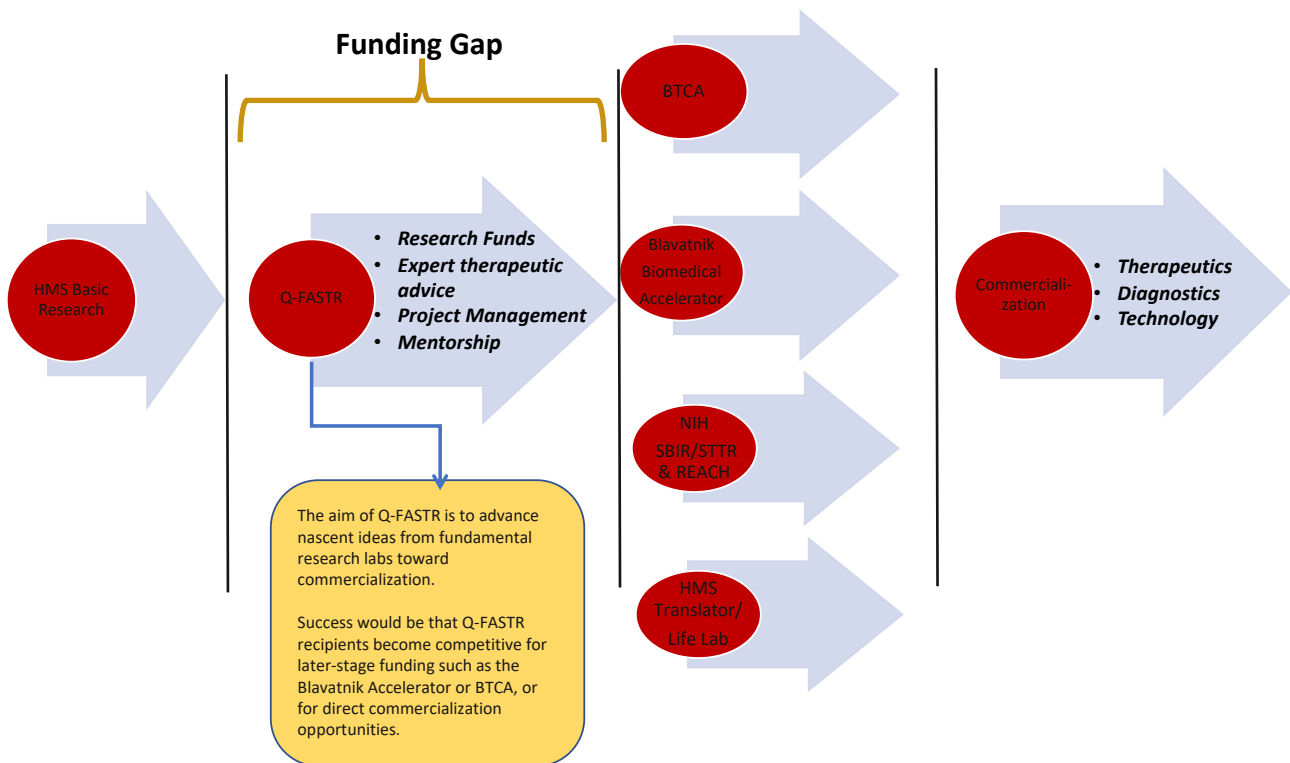 Funding Gap
HMS Basic
Research
Q-FASTR
• Research Funds
• Expert therapeutic
advice
• Project Management
• Mentorship
The aim of Q-FASTR is to advance
nascent ideas from fundamental
research labs toward
commercialization.
Success would be that Q-FASTR
recipients become competitive for
later-stage funding such as the
Blavatnik Accelerator or BTCA, or
for direct commercialization
opportunities.
BTCA
Blavatnik
Biomedical
Accelerator
NIH
SBIR/STTR
& REACH
HMS
Translator/
Life Lab
Commerciali-
zation
• Therapeutics
• Diagnostics
• Technology